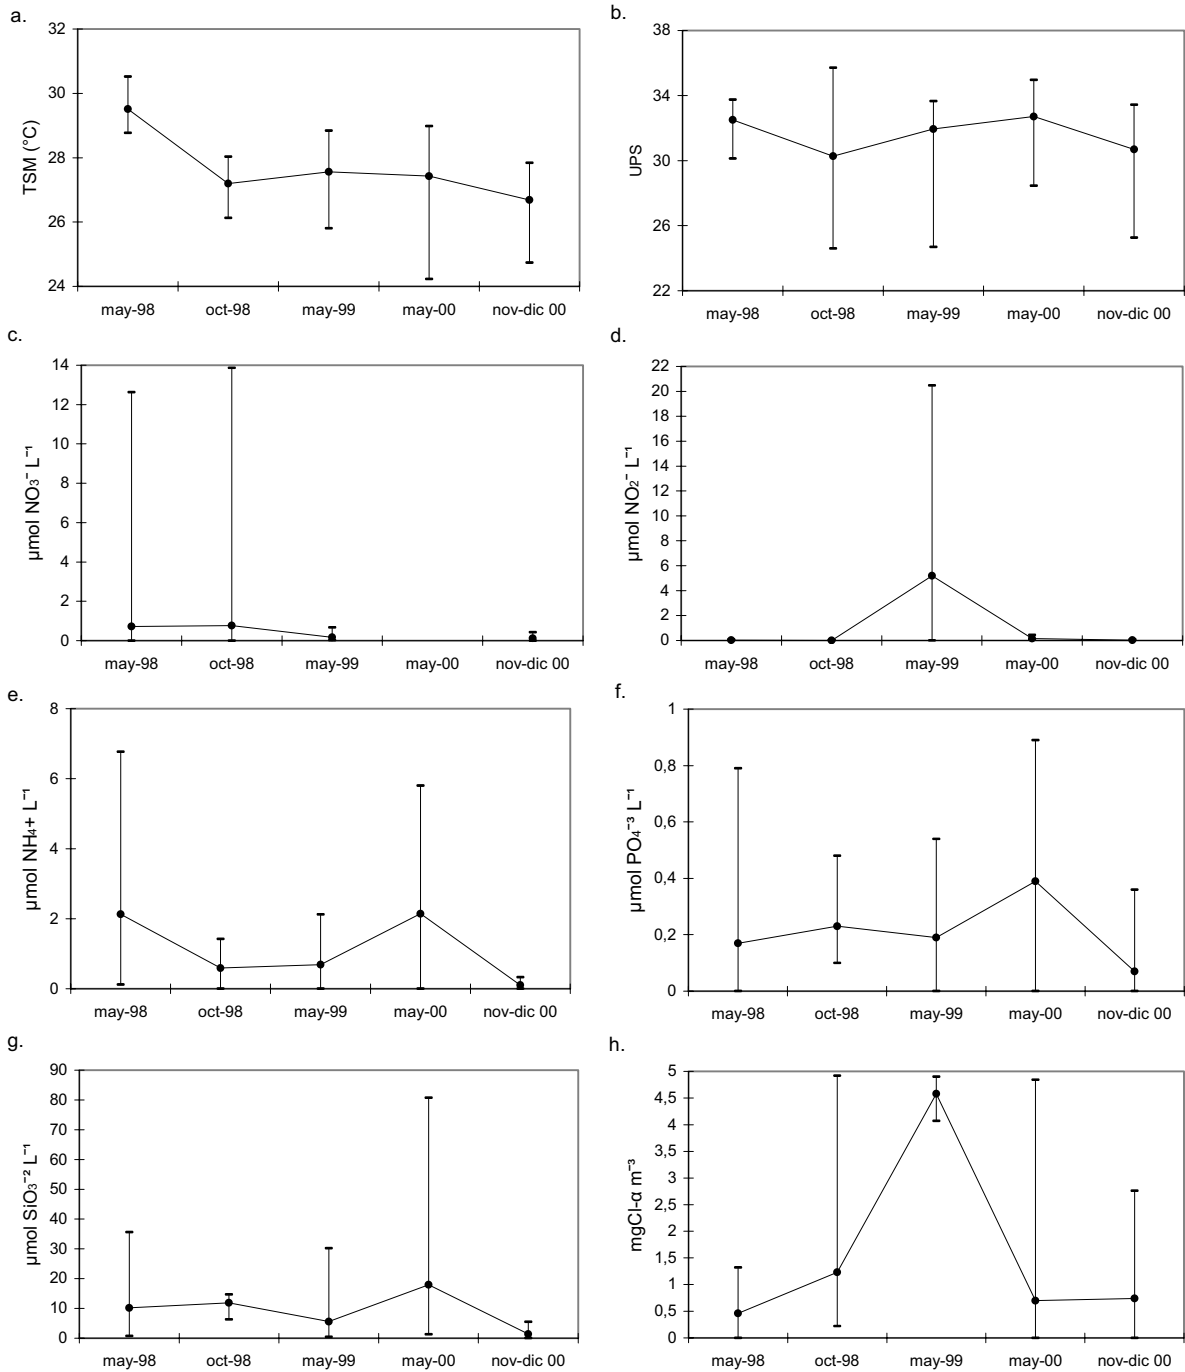 a.
32
30
28
26
24
TSM (°C)
may-98 oct-98 may-99 may-00 nov-dic 00
b.
38
34
30
26
22
UPS
may-98 oct-98 may-99 may-00 nov-dic 00
c.
14
12
10
8
6
4
2
0
µmol NO₃⁻ L⁻¹
may-98 oct-98 may-99 may-00 nov-dic 00
d.
22
20
18
16
14
12
10
8
6
4
2
0
µmol NO₂⁻ L⁻¹
may-98 oct-98 may-99 may-00 nov-dic 00
e.
8
6
4
2
0
µmol NH₄+ L⁻¹
may-98 oct-98 may-99 may-00 nov-dic 00
f.
1
0,8
0,6
0,4
0,2
0
µmol PO₄⁻³ L⁻¹
may-98 oct-98 may-99 may-00 nov-dic 00
g.
90
80
70
60
50
40
30
20
10
0
µmol SiO₃⁻² L⁻¹
may-98 oct-98 may-99 may-00 nov-dic 00
h.
5
4,5
4
3,5
3
2,5
2
1,5
1
0,5
0
mgCl-α m⁻³
may-98 oct-98 may-99 may-00 nov-dic 00